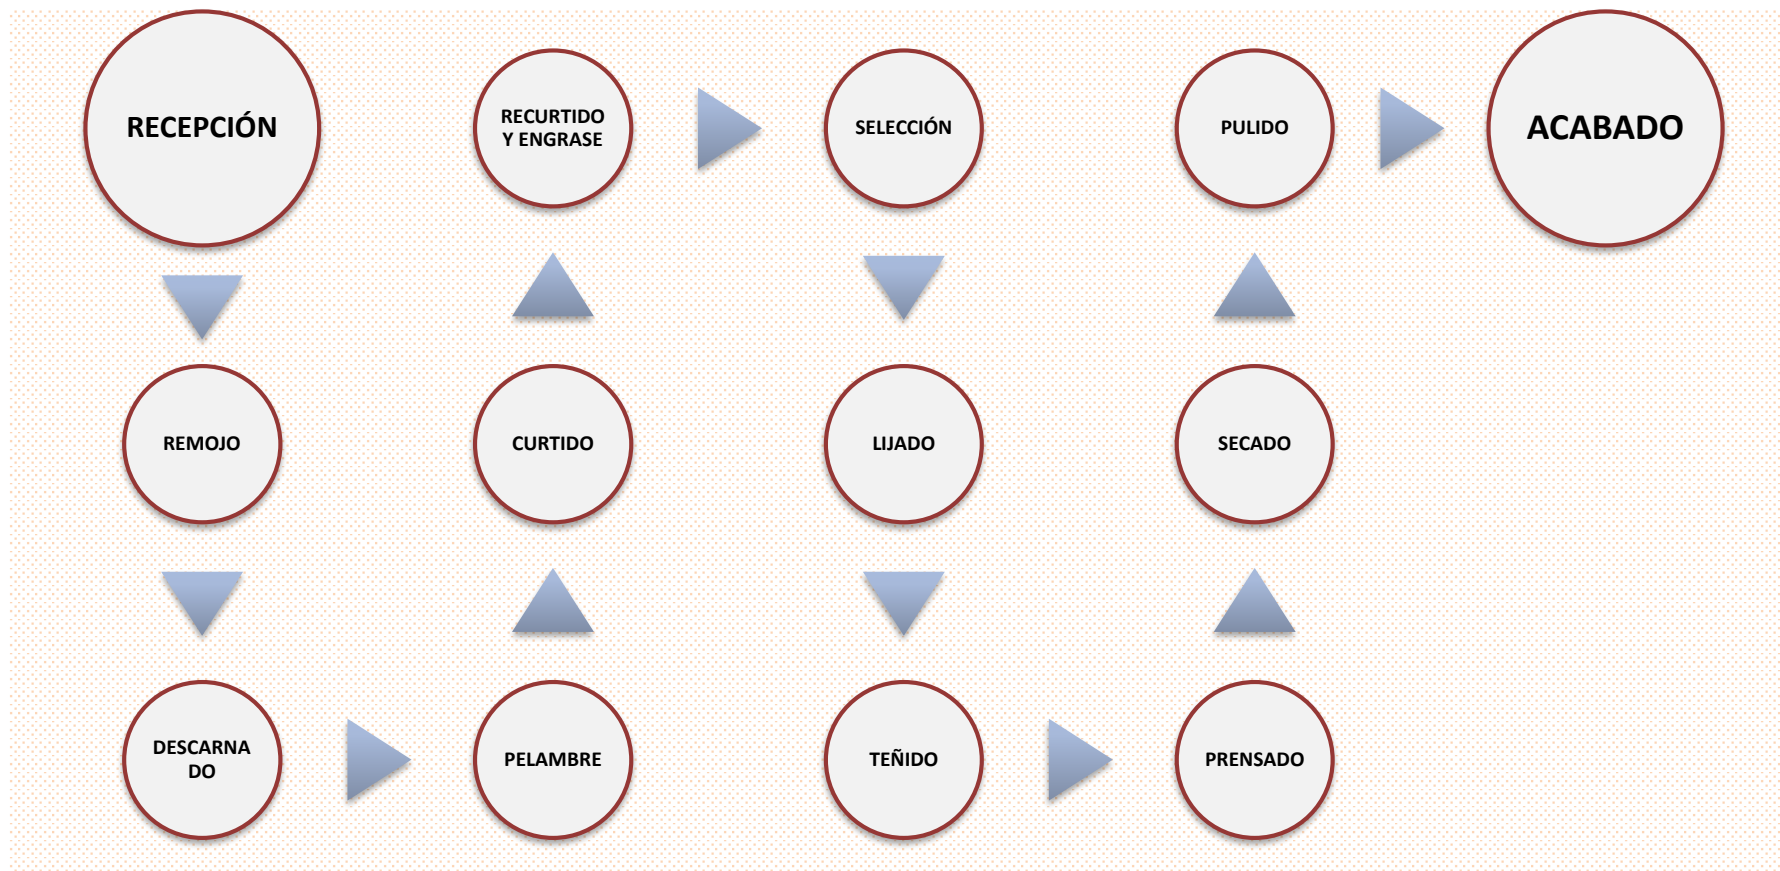 RECEPCIÓN
REMOJO
DESCARNA
DO
PELAMBRE
CURTIDO
RECURTIDO
Y ENGRASE
SELECCIÓN
LIJADO
TEÑIDO
PRENSADO
SECADO
PULIDO
ACABADO